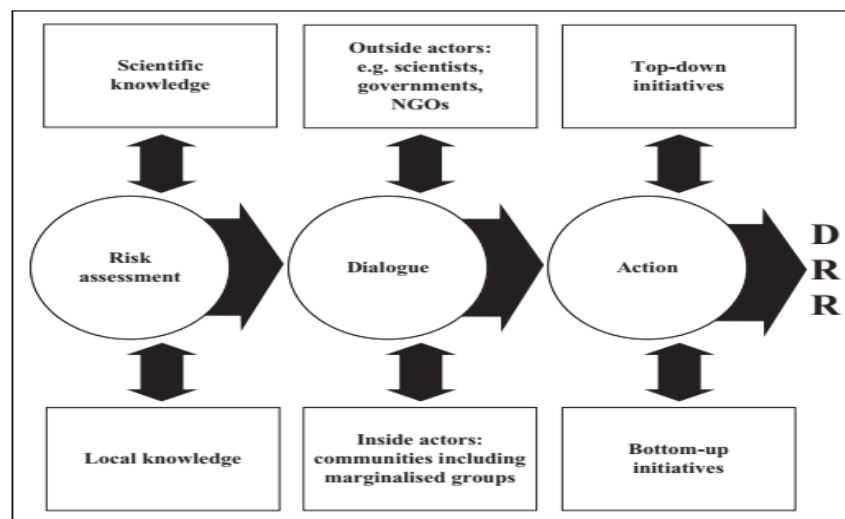 Scientific
knowledge
Outside actors:
e.g. scientists,
governments,
NGOs
Top-down
initiatives
Risk
assessment
Dialogue
Action
D
R
R
Local knowledge
Inside actors:
communities including
marginalised groups
Bottom-up
initiatives